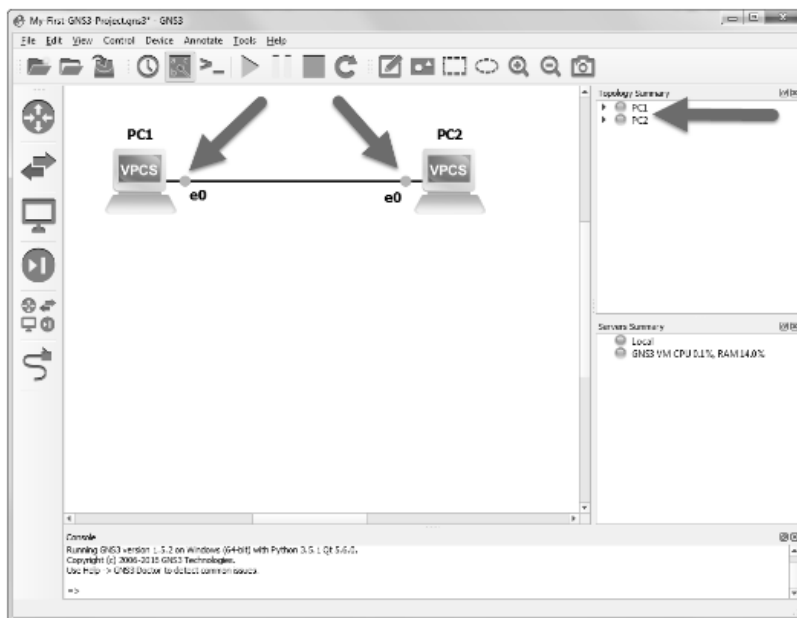 My-First-GNS3-Project.gns3* - GNS3
File Edit View Control Device Annotate Tools Help
Topology Summary
PC1
PC2
PC1
PC2
VPCS
VPCS
e0
e0
Servers Summary
Local
GNS3 VM CPU 0.1%, RAM 14.0%
Console
Running GNS3 version 1.5.2 on Windows (64-bit) with Python 3.5.1 Qt 5.6.0.
Copyright (c) 2006-2016 GNS3 Technologies.
Use Help -> GNS3 Doctor to detect common issues.
=>